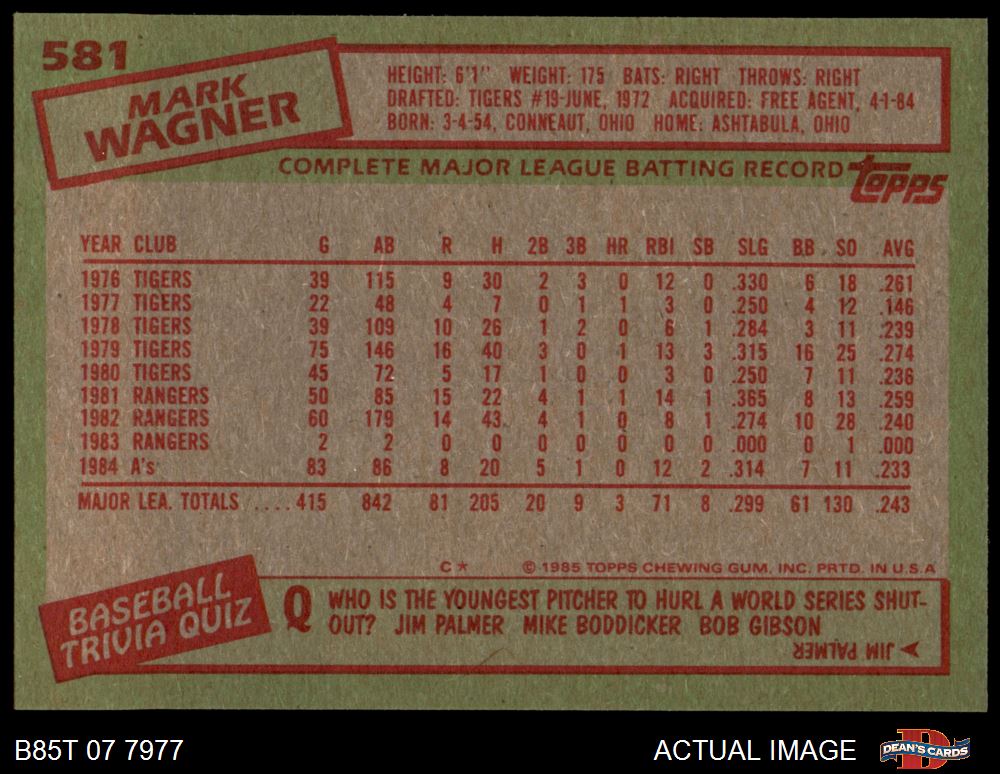 581
MARK
WAGNER
HEIGHT: 6'1" WEIGHT: 175 BATS: RIGHT THROWS: RIGHT
DRAFTED: TIGERS #19-JUNE, 1972 ACQUIRED: FREE AGENT, 4-1-84
BORN: 3-4-54, CONNEAUT, OHIO HOME: ASHTABULA, OHIO
COMPLETE MAJOR LEAGUE BATTING RECORD topps
YEAR CLUB G AB R H 2B 3B HR RBI SB SLG BB SO AVG
1976 TIGERS 39 115 9 30 2 3 0 12 0 .330 6 18 .261
1977 TIGERS 22 48 4 7 0 1 1 3 0 .250 4 12 .146
1978 TIGERS 39 109 10 26 1 2 0 6 1 .284 3 11 .239
1979 TIGERS 75 146 16 40 3 0 1 13 3 .315 16 25 .274
1980 TIGERS 45 72 5 17 1 0 0 3 0 .250 7 11 .236
1981 RANGERS 50 85 15 22 4 1 1 14 1 .365 8 13 .259
1982 RANGERS 60 179 14 43 4 1 0 8 1 .274 10 28 .240
1983 RANGERS 2 2 0 0 0 0 0 0 0 .000 0 1 .000
1984 A's 83 86 8 20 5 1 0 12 2 .314 7 11 .233
MAJOR LEA. TOTALS ....415 842 81 205 20 9 3 71 8 .299 61 130 .243
C* © 1985 TOPPS CHEWING GUM, INC. PRTD. IN U.S.A
BASEBALL
TRIVIA QUIZ
Q WHO IS THE YOUNGEST PITCHER TO HURL A WORLD SERIES SHUT-
OUT? JIM PALMER MIKE BODDICKER BOB GIBSON
JIM PALMER
B85T 07 7977
ACTUAL IMAGE
DEAN'S CARDS